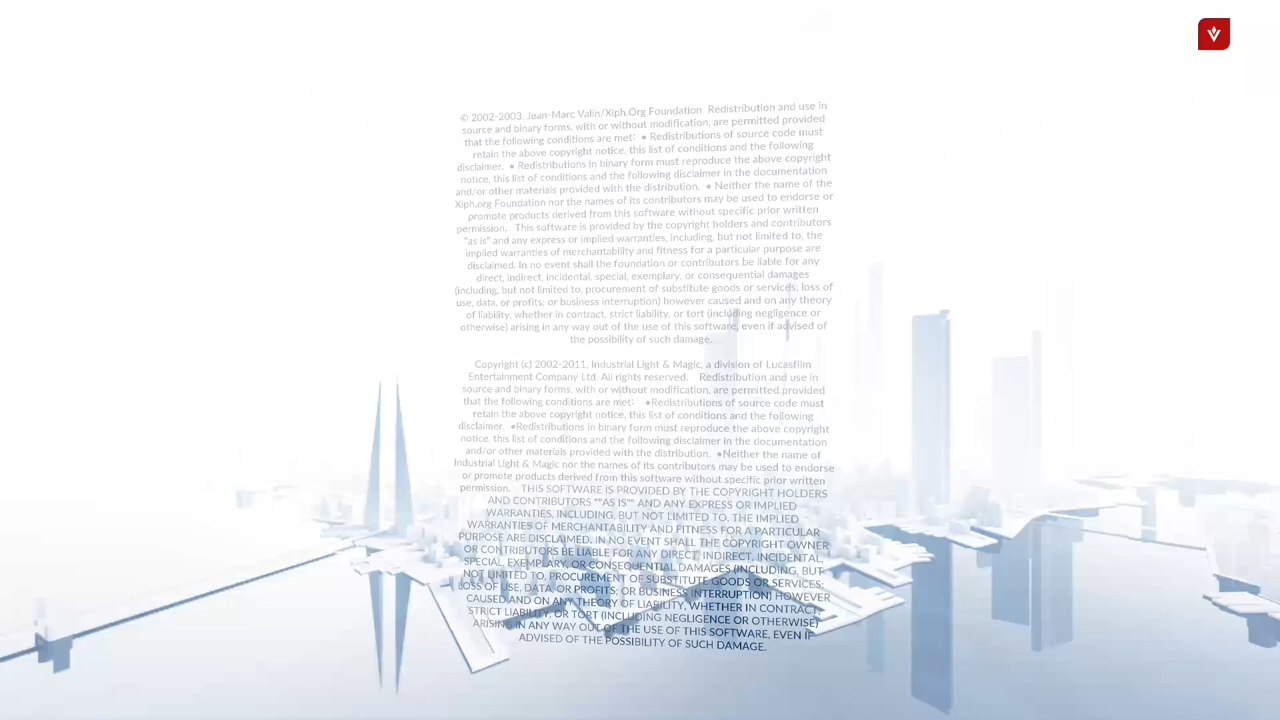 © 2002-2003, Jean-Marc Valin/Xiph.Org Foundation  Redistribution and use in
source and binary forms, with or without modification, are permitted provided
that the following conditions are met:  • Redistributions of source code must
retain the above copyright notice, this list of conditions and the following
disclaimer.  • Redistributions in binary form must reproduce the above copyright
notice, this list of conditions and the following disclaimer in the documentation
and/or other materials provided with the distribution.  • Neither the name of the
Xiph.org Foundation nor the names of its contributors may be used to endorse or
promote products derived from this software without specific prior written
permission.   This software is provided by the copyright holders and contributors
"as is" and any express or implied warranties, including, but not limited to, the
implied warranties of merchantability and fitness for a particular purpose are
disclaimed. In no event shall the foundation or contributors be liable for any
direct, indirect, incidental, special, exemplary, or consequential damages
(including, but not limited to, procurement of substitute goods or services; loss of
use, data, or profits; or business interruption) however caused and on any theory
of liability, whether in contract, strict liability, or tort (including negligence or
otherwise) arising in any way out of the use of this software, even if advised of
the possibility of such damage.
Copyright (c) 2002-2011, Industrial Light & Magic, a division of Lucasfilm
Entertainment Company Ltd. All rights reserved.    Redistribution and use in
source and binary forms, with or without modification, are permitted provided
that the following conditions are met:    •Redistributions of source code must
retain the above copyright notice, this list of conditions and the following
disclaimer.  •Redistributions in binary form must reproduce the above copyright
notice, this list of conditions and the following disclaimer in the documentation
and/or other materials provided with the distribution.  •Neither the name of
Industrial Light & Magic nor the names of its contributors may be used to endorse
or promote products derived from this software without specific prior written
permission.    THIS SOFTWARE IS PROVIDED BY THE COPYRIGHT HOLDERS
AND CONTRIBUTORS ""AS IS"" AND ANY EXPRESS OR IMPLIED
WARRANTIES, INCLUDING, BUT NOT LIMITED TO, THE IMPLIED
WARRANTIES OF MERCHANTABILITY AND FITNESS FOR A PARTICULAR
PURPOSE ARE DISCLAIMED. IN NO EVENT SHALL THE COPYRIGHT OWNER
OR CONTRIBUTORS BE LIABLE FOR ANY DIRECT, INDIRECT, INCIDENTAL,
SPECIAL, EXEMPLARY, OR CONSEQUENTIAL DAMAGES (INCLUDING, BUT
NOT LIMITED TO, PROCUREMENT OF SUBSTITUTE GOODS OR SERVICES;
LOSS OF USE, DATA, OR PROFITS; OR BUSINESS INTERRUPTION) HOWEVER
CAUSED AND ON ANY THEORY OF LIABILITY, WHETHER IN CONTRACT,
STRICT LIABILITY, OR TORT (INCLUDING NEGLIGENCE OR OTHERWISE)
ARISING IN ANY WAY OUT OF THE USE OF THIS SOFTWARE, EVEN IF
ADVISED OF THE POSSIBILITY OF SUCH DAMAGE.